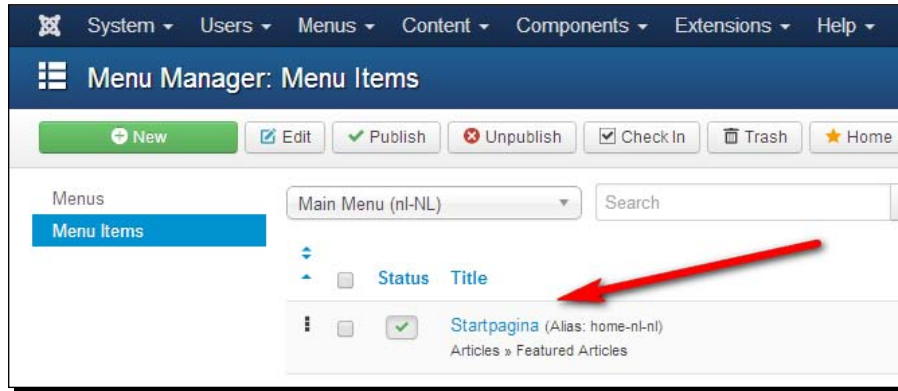 System Users Menus Content Components Extensions Help
Menu Manager: Menu Items
New Edit Publish Unpublish Check In Trash Home
Menus
Menu Items
Main Menu (nl-NL) Search
Status Title
Startpagina (Alias: home-nl-nl)
Articles » Featured Articles